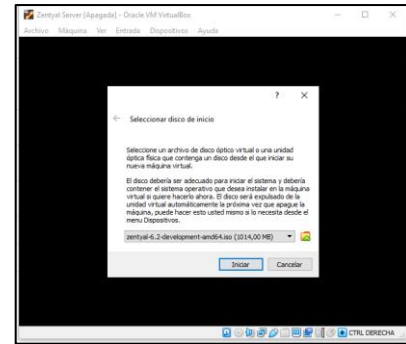 Zentyal Server (Apagada) - Oracle VM VirtualBox
Archivo Máquina Ver Entrada Dispositivos Ayuda
Seleccionar disco de inicio
Seleccione un archivo de disco óptico virtual o una unidad
óptica física que contenga un disco desde el que iniciar su
nueva máquina virtual.
El disco debería ser adecuado para iniciar el sistema y debería
contener el sistema operativo que desea instalar en la máquina
virtual si quiere hacerlo ahora. El disco será expulsado de la
unidad virtual automáticamente la próxima vez que apague la
máquina, puede hacer esto usted mismo si lo necesita desde el
menu Dispositivos.
zentyal-6.2-development-amd64.iso (1014,00 MB)
Iniciar Cancelar
CTRL DERECHA